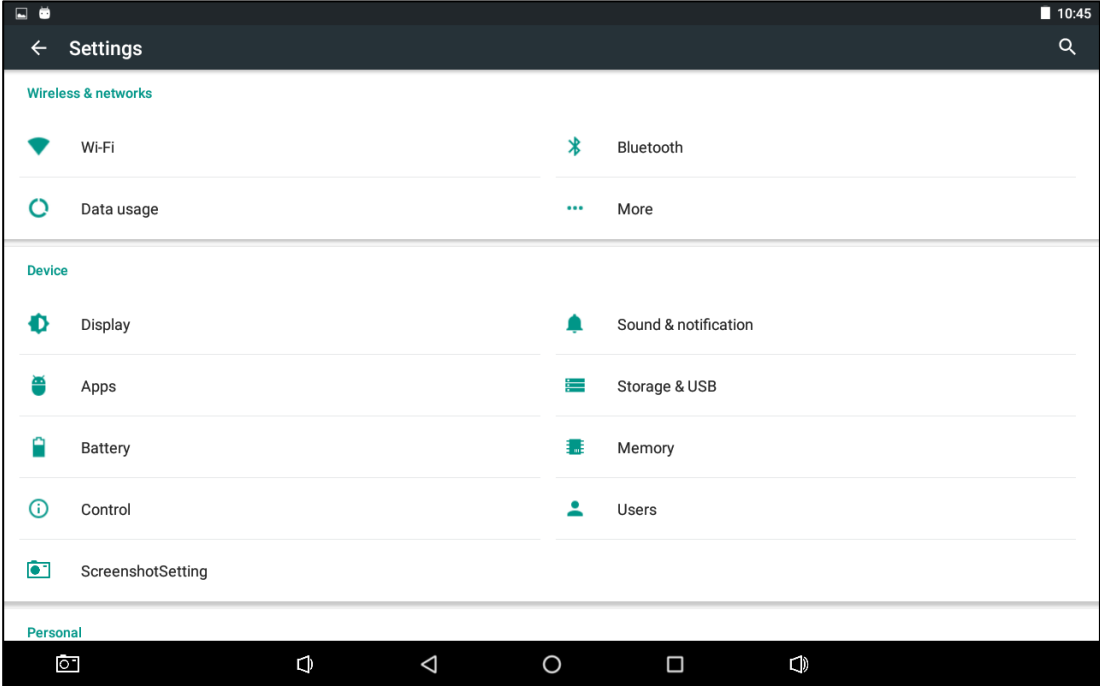 10:45
Settings
Wireless & networks
Wi-Fi
Bluetooth
Data usage
More
Device
Display
Sound & notification
Apps
Storage & USB
Battery
Memory
Control
Users
ScreenshotSetting
Personal